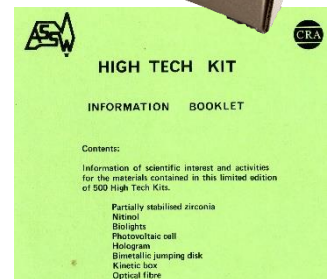 ASSW
CRA
HIGH TECH KIT
INFORMATION BOOKLET
Contents:
Information of scientific interest and activities
for the materials contained in this limited edition
of 500 High Tech Kits.
Partially stabilised zirconia
Nitinol
Biolights
Photovoltaic cell
Hologram
Bimetallic jumping disk
Kinetic box
Optical fibre